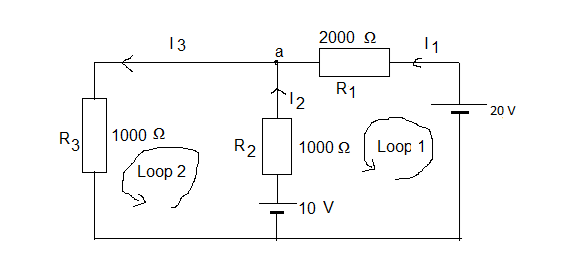 2000 Ω
I3
a
I1
R1
I2
20 V
R3
1000 Ω
R2
1000 Ω
Loop 1
Loop 2
10 V